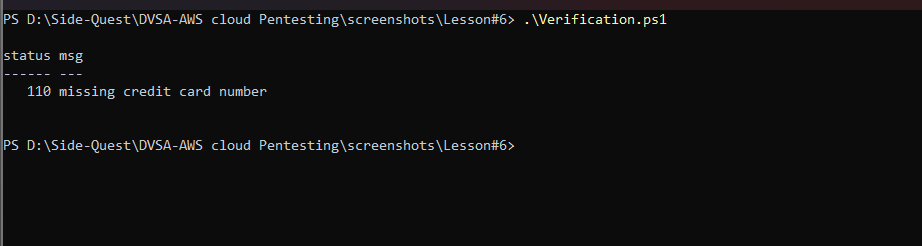 PS D:\Side-Quest\DVSA-AWS cloud Pentesting\screenshots\Lesson#6> .\Verification.ps1
status msg
------ ---
110 missing credit card number
PS D:\Side-Quest\DVSA-AWS cloud Pentesting\screenshots\Lesson#6>